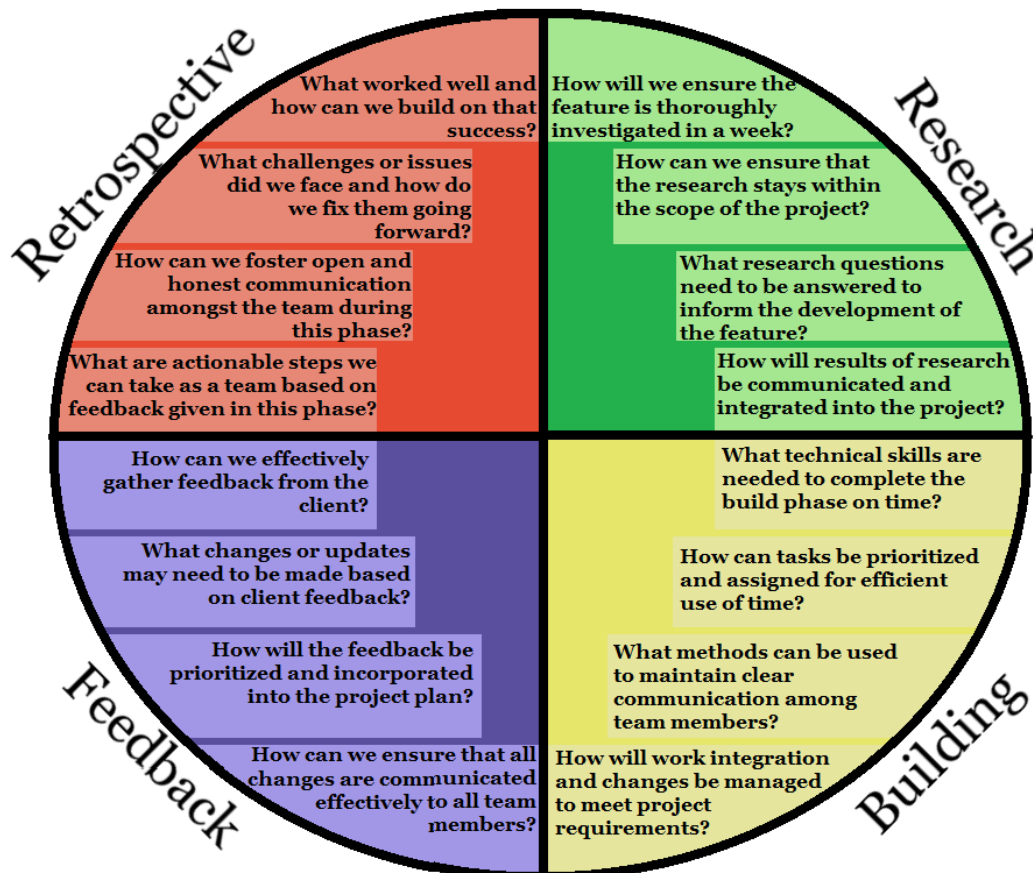 Retrospective
What worked well and
how can we build on that
success?
What challenges or issues
did we face and how do
we fix them going
forward?
How can we foster open and
honest communication
amongst the team during
this phase?
What are actionable steps we
can take as a team based on
feedback given in this phase?
Research
How will we ensure the
feature is thoroughly
investigated in a week?
How can we ensure that
the research stays within
the scope of the project?
What research questions
need to be answered to
inform the development of
the feature?
How will results of research
be communicated and
integrated into the project?
Feedback
How can we effectively
gather feedback from the
client?
What changes or updates
may need to be made based
on client feedback?
How will the feedback be
prioritized and incorporated
into the project plan?
How can we ensure that all
changes are communicated
effectively to all team
members?
Building
What technical skills are
needed to complete the
build phase on time?
How can tasks be prioritized
and assigned for efficient
use of time?
What methods can be used
to maintain clear
communication among
team members?
How will work integration
and changes be managed
to meet project
requirements?